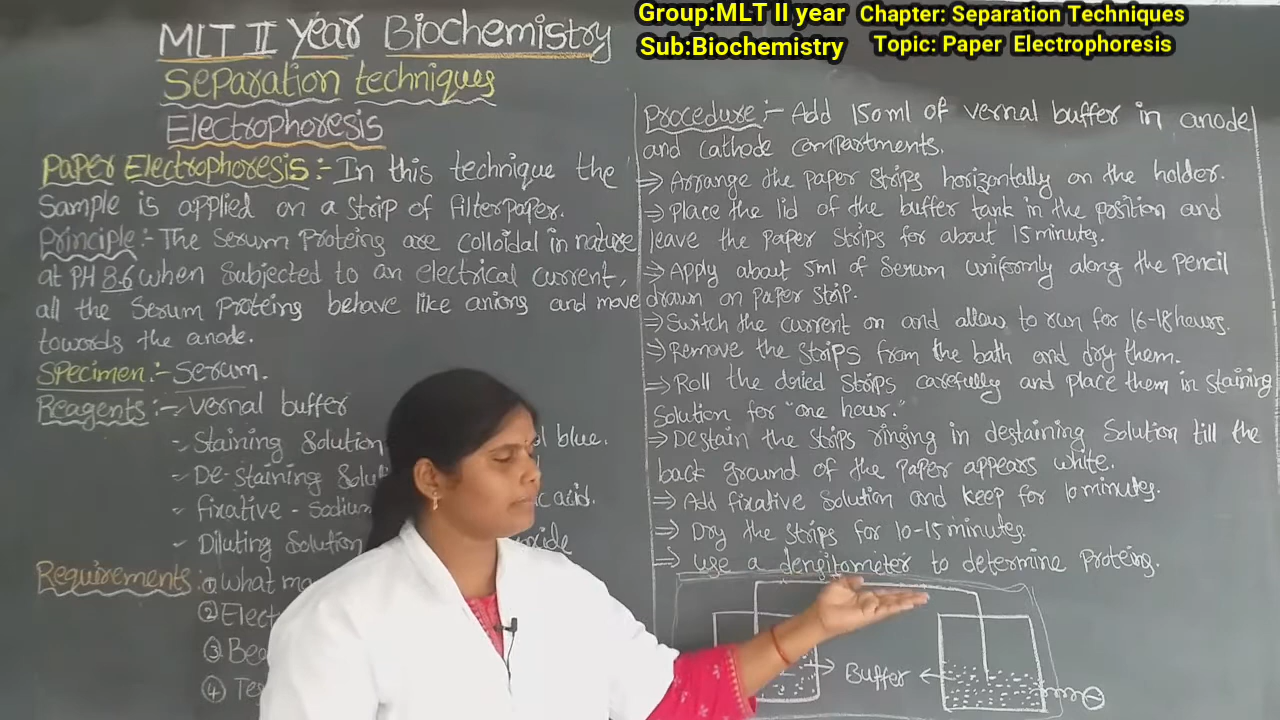 Group:MLT II year
Sub:Biochemistry
Chapter: Separation Techniques
Topic: Paper Electrophoresis
MLT II year Biochemistry
Separation techniques
Electrophoresis
Paper Electrophoresis:- In this technique the
Sample is applied on a strip of filterpaper.
Principle:- The Serum Proteins are Colloidal in nature
at PH 8.6 when Subjected to an electrical current,
all the Serum Proteins behave like anions and move
towards the anode.
Specimen:- Serum.
Reagents:- Vernal buffer
- Staining Solution blue.
- De-Staining acid.
- Fixative - Sodium
- Diluting Solution
Requirements: ① What
②
③
④
Procedure:- Add 150ml of vernal buffer in anode
and cathode compartments.
⇒ Arrange the paper strips horizontally on the holder.
⇒ Place the lid of the buffer tank in the position and
leave the paper strips for about 15 minutes.
⇒ Apply about 5ml of Serum uniformly along the Pencil
drawn on paper strip.
⇒ Switch the current on and allow to run for 16-18 hours.
⇒ Remove the strips from the bath and dry them.
⇒ Roll the dried strips carefully and place them in staining
Solution for "one hour."
⇒ Destain the strips ringing in destaining Solution till the
back ground of the paper appears white.
⇒ Add fixative Solution and keep for 10 minutes.
⇒ Dry the strips for 10-15 minutes.
⇒ Use a densitometer to determine proteins.
Buffer